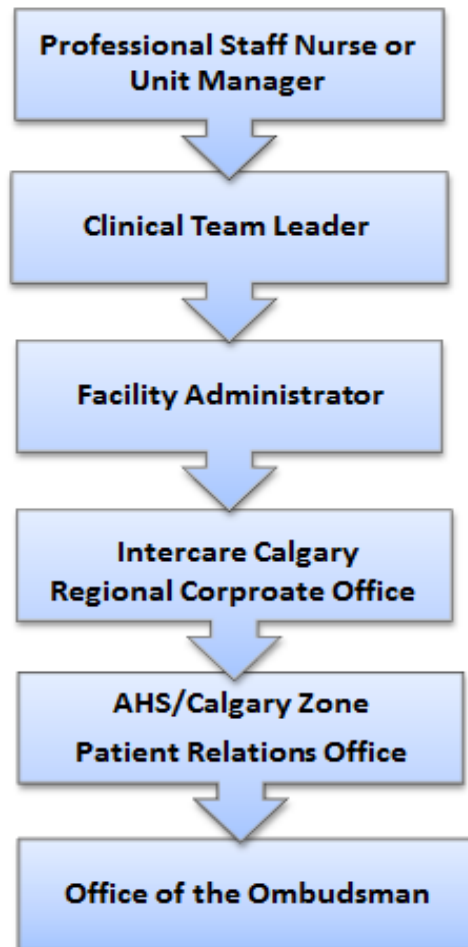 Professional Staff Nurse or
Unit Manager
Clinical Team Leader
Facility Administrator
Intercare Calgary
Regional Corproate Office
AHS/Calgary Zone
Patient Relations Office
Office of the Ombudsman